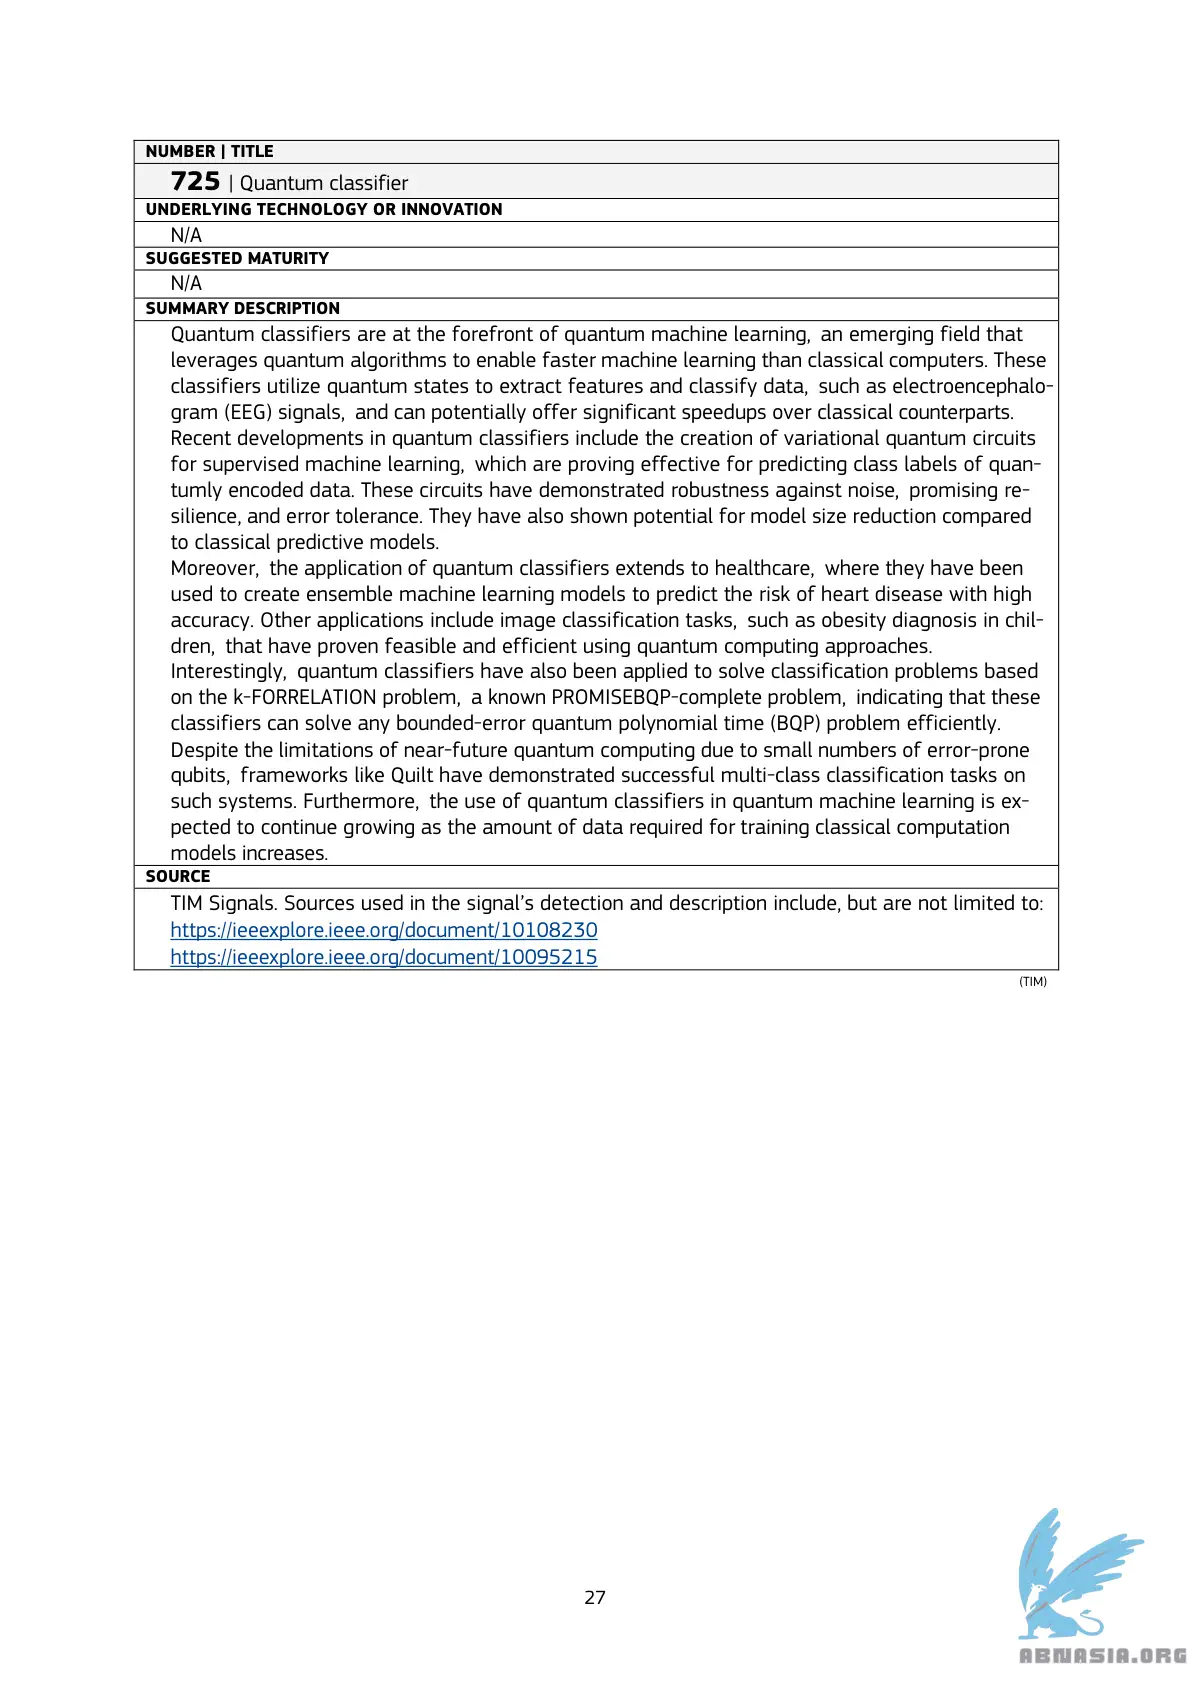 NUMBER | TITLE
725 | Quantum classifier
UNDERLYING TECHNOLOGY OR INNOVATION
N/A
SUGGESTED MATURITY
N/A
SUMMARY DESCRIPTION
Quantum classifiers are at the forefront of quantum machine learning, an emerging field that
leverages quantum algorithms to enable faster machine learning than classical computers. These
classifiers utilize quantum states to extract features and classify data, such as electroencephalo-
gram (EEG) signals, and can potentially offer significant speedups over classical counterparts.
Recent developments in quantum classifiers include the creation of variational quantum circuits
for supervised machine learning, which are proving effective for predicting class labels of quan-
tumly encoded data. These circuits have demonstrated robustness against noise, promising re-
silience, and error tolerance. They have also shown potential for model size reduction compared
to classical predictive models.
Moreover, the application of quantum classifiers extends to healthcare, where they have been
used to create ensemble machine learning models to predict the risk of heart disease with high
accuracy. Other applications include image classification tasks, such as obesity diagnosis in chil-
dren, that have proven feasible and efficient using quantum computing approaches.
Interestingly, quantum classifiers have also been applied to solve classification problems based
on the k-FORRELATION problem, a known PROMISEBQP-complete problem, indicating that these
classifiers can solve any bounded-error quantum polynomial time (BQP) problem efficiently.
Despite the limitations of near-future quantum computing due to small numbers of error-prone
qubits, frameworks like Quilt have demonstrated successful multi-class classification tasks on
such systems. Furthermore, the use of quantum classifiers in quantum machine learning is ex-
pected to continue growing as the amount of data required for training classical computation
models increases.
SOURCE
TIM Signals. Sources used in the signal's detection and description include, but are not limited to:
https://ieeexplore.ieee.org/document/10108230
https://ieeexplore.ieee.org/document/10095215
(TIM)
27
ABNASIA.ORG